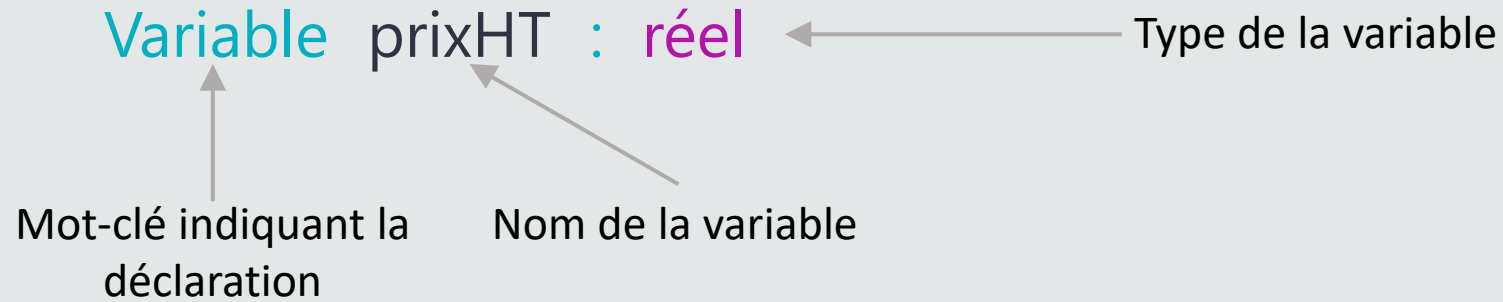 Variable prixHT : réel
Type de la variable
Mot-clé indiquant la
déclaration
Nom de la variable